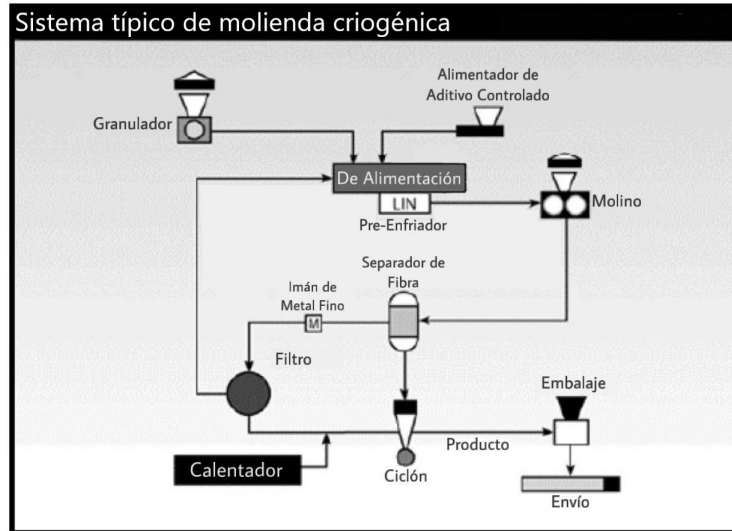 Sistema típico de molienda criogénica
Alimentador de
Aditivo Controlado
Granulador
De Alimentación
LIN
Molino
Pre-Enfriador
Separador de
Fibra
Imán de
Metal Fino
M
Filtro
Embalaje
Producto
Calentador
Ciclón
Envío